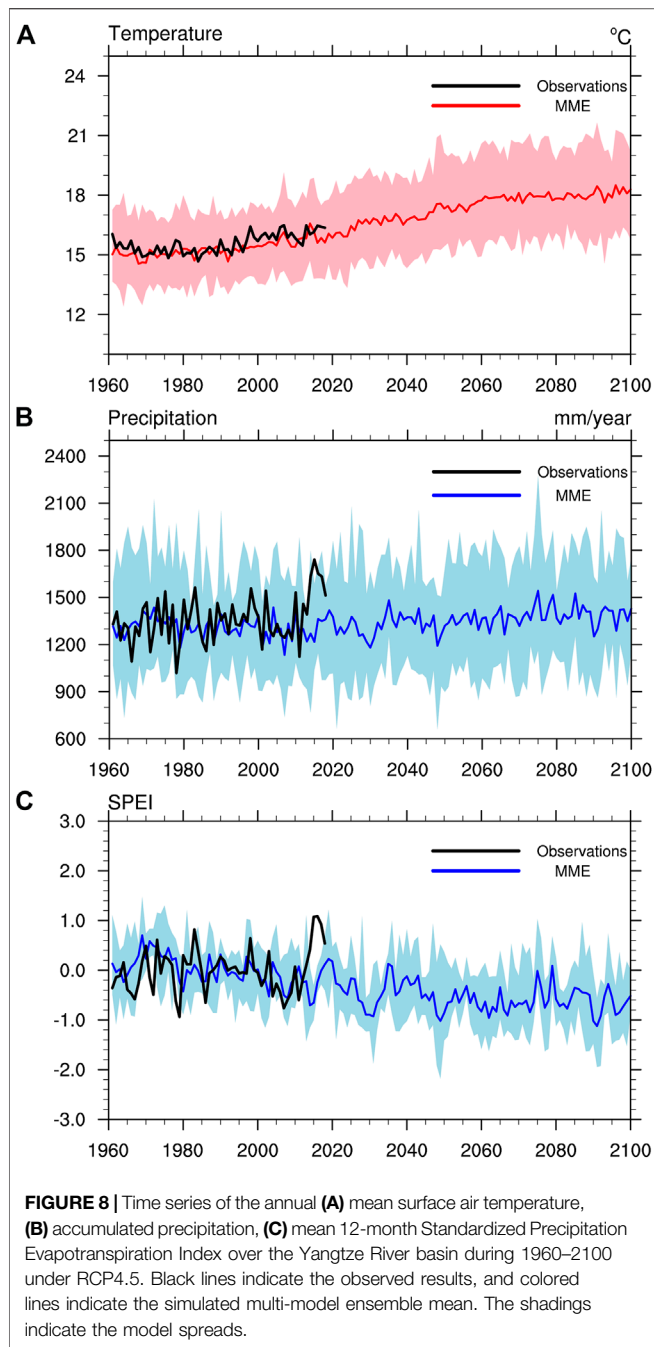 A Temperature °C
24
Observations
MME
21
18
15
12
1960 1980 2000 2020 2040 2060 2080 2100
B Precipitation mm/year
2400
Observations
MME
2100
1800
1500
1200
900
600
1960 1980 2000 2020 2040 2060 2080 2100
C SPEI
3.0
Observations
MME
2.0
1.0
0.0
-1.0
-2.0
-3.0
1960 1980 2000 2020 2040 2060 2080 2100
FIGURE 8 | Time series of the annual (A) mean surface air temperature,
(B) accumulated precipitation, (C) mean 12-month Standardized Precipitation
Evapotranspiration Index over the Yangtze River basin during 1960–2100
under RCP4.5. Black lines indicate the observed results, and colored
lines indicate the simulated multi-model ensemble mean. The shadings
indicate the model spreads.